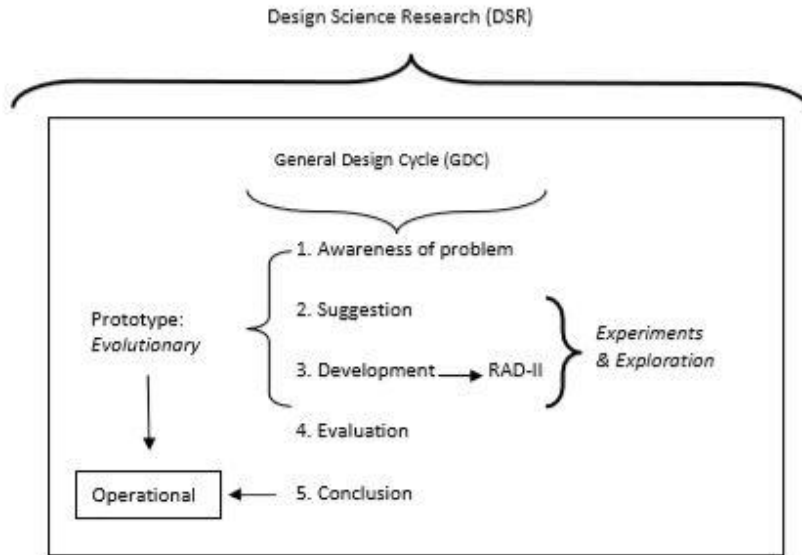 Design Science Research (DSR)
General Design Cycle (GDC)
1. Awareness of problem
2. Suggestion
Prototype:
Evolutionary
Experiments
& Exploration
3. Development
RAD-II
4. Evaluation
Operational
5. Conclusion